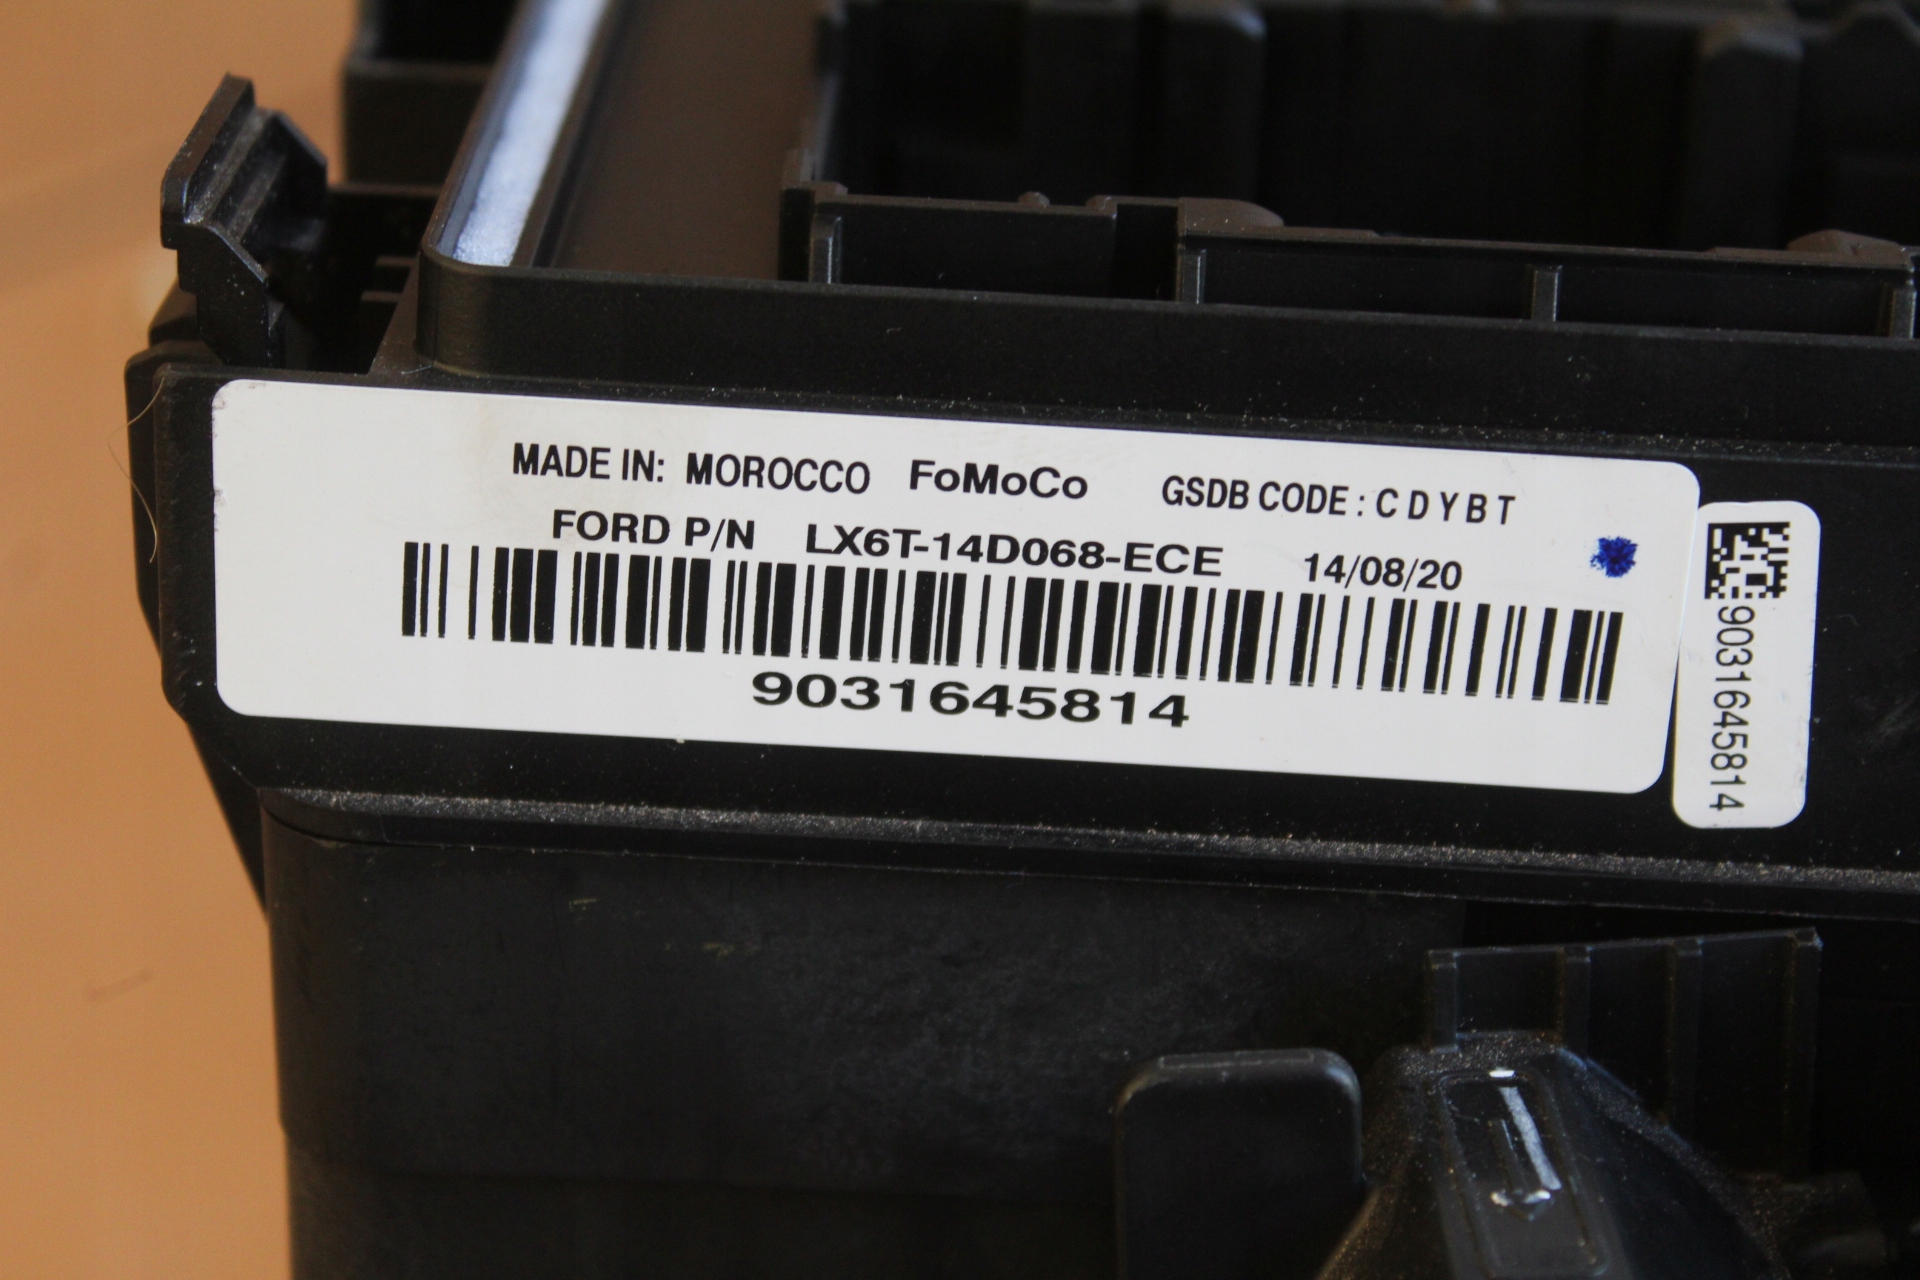 MADE IN: MOROCCO FoMoCo GSDB CODE : C D Y B T
FORD P/N LX6T-14D068-ECE 14/08/20
9031645814
9031645814